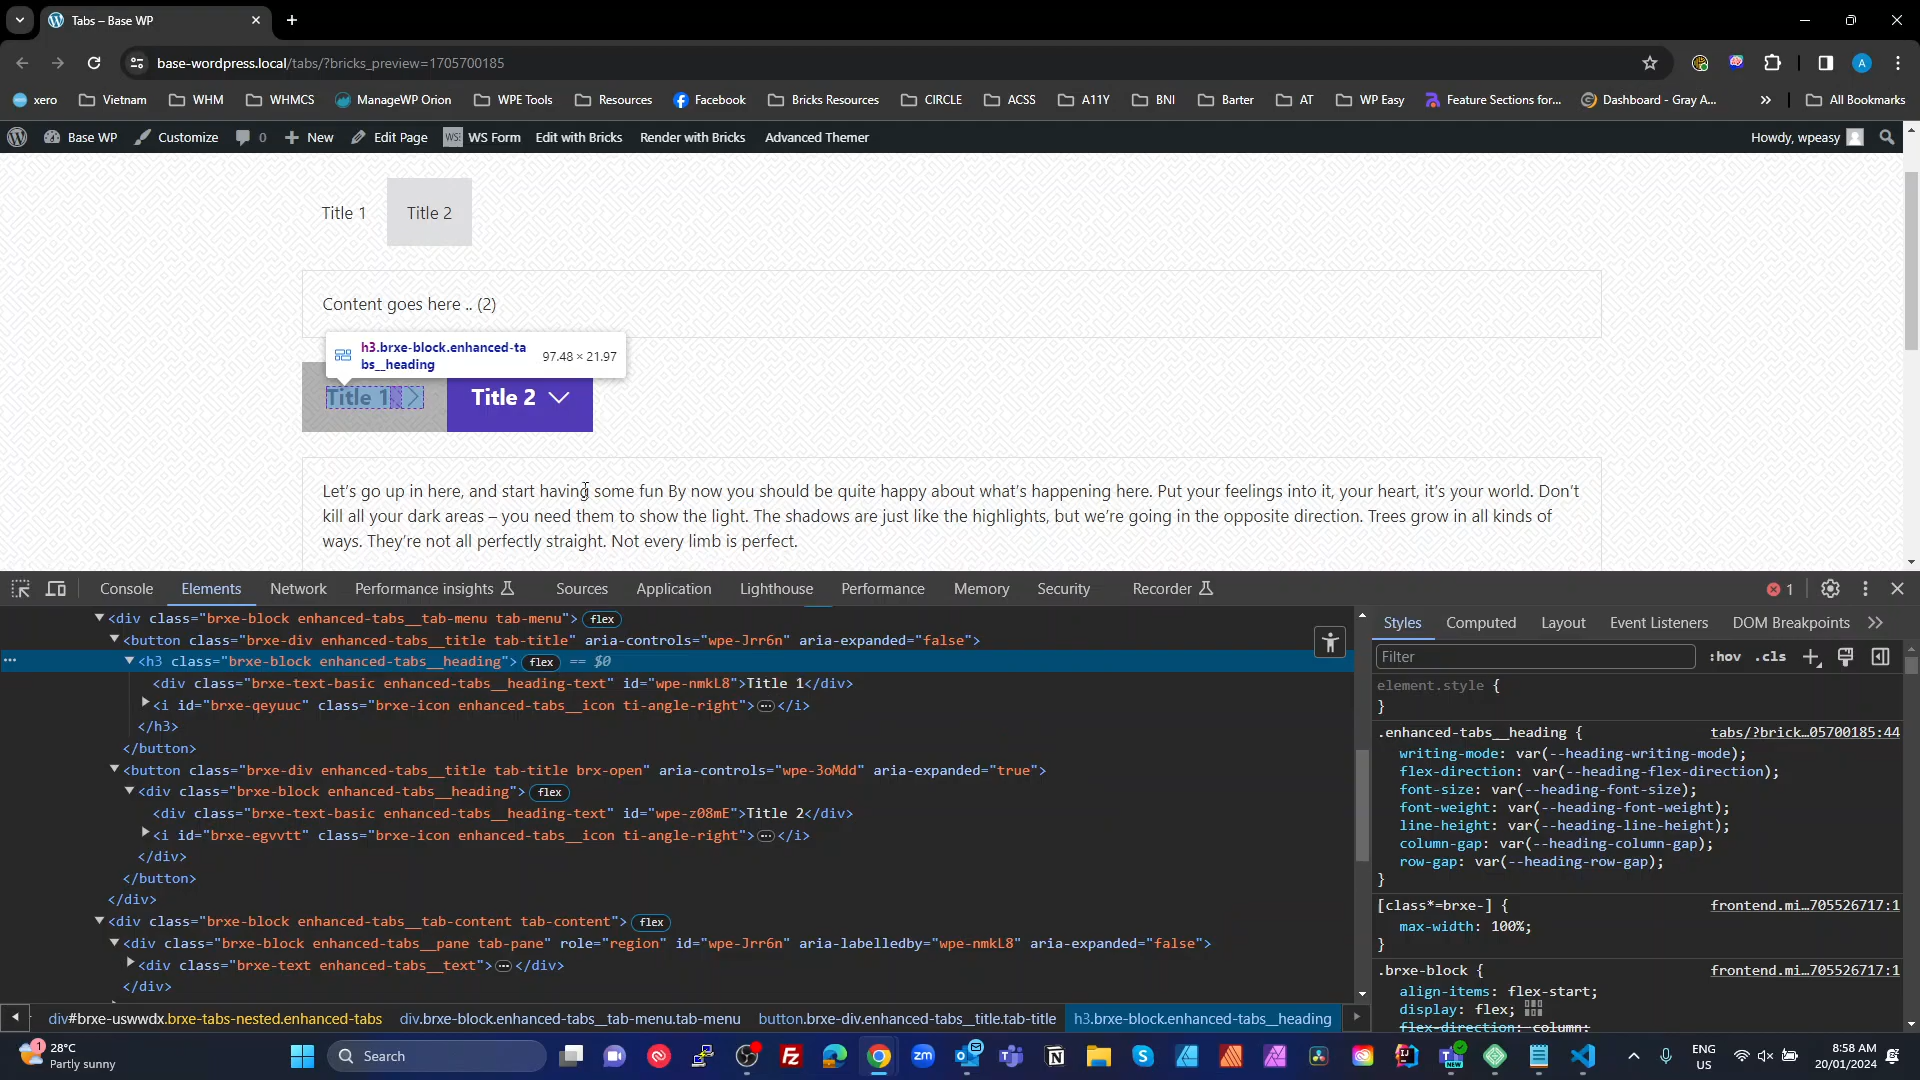 Tabs – Base WP
base-wordpress.local/tabs/?bricks_preview=1705700185
xero
Vietnam
WHM
WHMCS
ManageWP Orion
WPE Tools
Resources
Facebook
Bricks Resources
CIRCLE
ACSS
A11Y
BNI
Barter
AT
WP Easy
Feature Sections for...
Dashboard - Gray A...
All Bookmarks
A
Base WP
Customize
0
New
Edit Page
WS Form
Edit with Bricks
Render with Bricks
Advanced Themer
Howdy, wpeasy
Title 1
Title 2
Content goes here .. (2)
h3.brxe-block.enhanced-ta
bs__heading
97.48 × 21.97
Title 1
Title 2
Let’s go up in here, and start having some fun By now you should be quite happy about what’s happening here. Put your feelings into it, your heart, it’s your world. Don’t
kill all your dark areas – you need them to show the light. The shadows are just like the highlights, but we’re going in the opposite direction. Trees grow in all kinds of
ways. They’re not all perfectly straight. Not every limb is perfect.
Console
Elements
Network
Performance insights
Sources
Application
Lighthouse
Performance
Memory
Security
Recorder
1
<div class="brxe-block enhanced-tabs__tab-menu tab-menu"> flex
<button class="brxe-div enhanced-tabs__title tab-title" aria-controls="wpe-Jrr6n" aria-expanded="false">
<h3 class="brxe-block enhanced-tabs__heading"> flex == $0
<div class="brxe-text-basic enhanced-tabs__heading-text" id="wpe-nmkL8">Title 1</div>
<i id="brxe-qeyuuc" class="brxe-icon enhanced-tabs__icon ti-angle-right">…</i>
</h3>
</button>
<button class="brxe-div enhanced-tabs__title tab-title brx-open" aria-controls="wpe-3oMdd" aria-expanded="true">
<div class="brxe-block enhanced-tabs__heading"> flex
<div class="brxe-text-basic enhanced-tabs__heading-text" id="wpe-z08mE">Title 2</div>
<i id="brxe-egvvtt" class="brxe-icon enhanced-tabs__icon ti-angle-right">…</i>
</div>
</button>
</div>
<div class="brxe-block enhanced-tabs__tab-content tab-content"> flex
<div class="brxe-block enhanced-tabs__pane tab-pane" role="region" id="wpe-Jrr6n" aria-labelledby="wpe-nmkL8" aria-expanded="false">
<div class="brxe-text enhanced-tabs__text">…</div>
</div>
div#brxe-uswwdx.brxe-tabs-nested.enhanced-tabs
div.brxe-block.enhanced-tabs__tab-menu.tab-menu
button.brxe-div.enhanced-tabs__title.tab-title
h3.brxe-block.enhanced-tabs__heading
Styles
Computed
Layout
Event Listeners
DOM Breakpoints
Filter
:hov
.cls
element.style {
}
.enhanced-tabs__heading {
tabs/?brick…05700185:44
writing-mode: var(--heading-writing-mode);
flex-direction: var(--heading-flex-direction);
font-size: var(--heading-font-size);
font-weight: var(--heading-font-weight);
line-height: var(--heading-line-height);
column-gap: var(--heading-column-gap);
row-gap: var(--heading-row-gap);
}
[class*=brxe-] {
frontend.mi…705526717:1
max-width: 100%;
}
.brxe-block {
frontend.mi…705526717:1
align-items: flex-start;
display: flex;
flex-direction: column;
1
28°C
Partly sunny
Search
zm
NEW
ENG
US
8:58 AM
20/01/2024